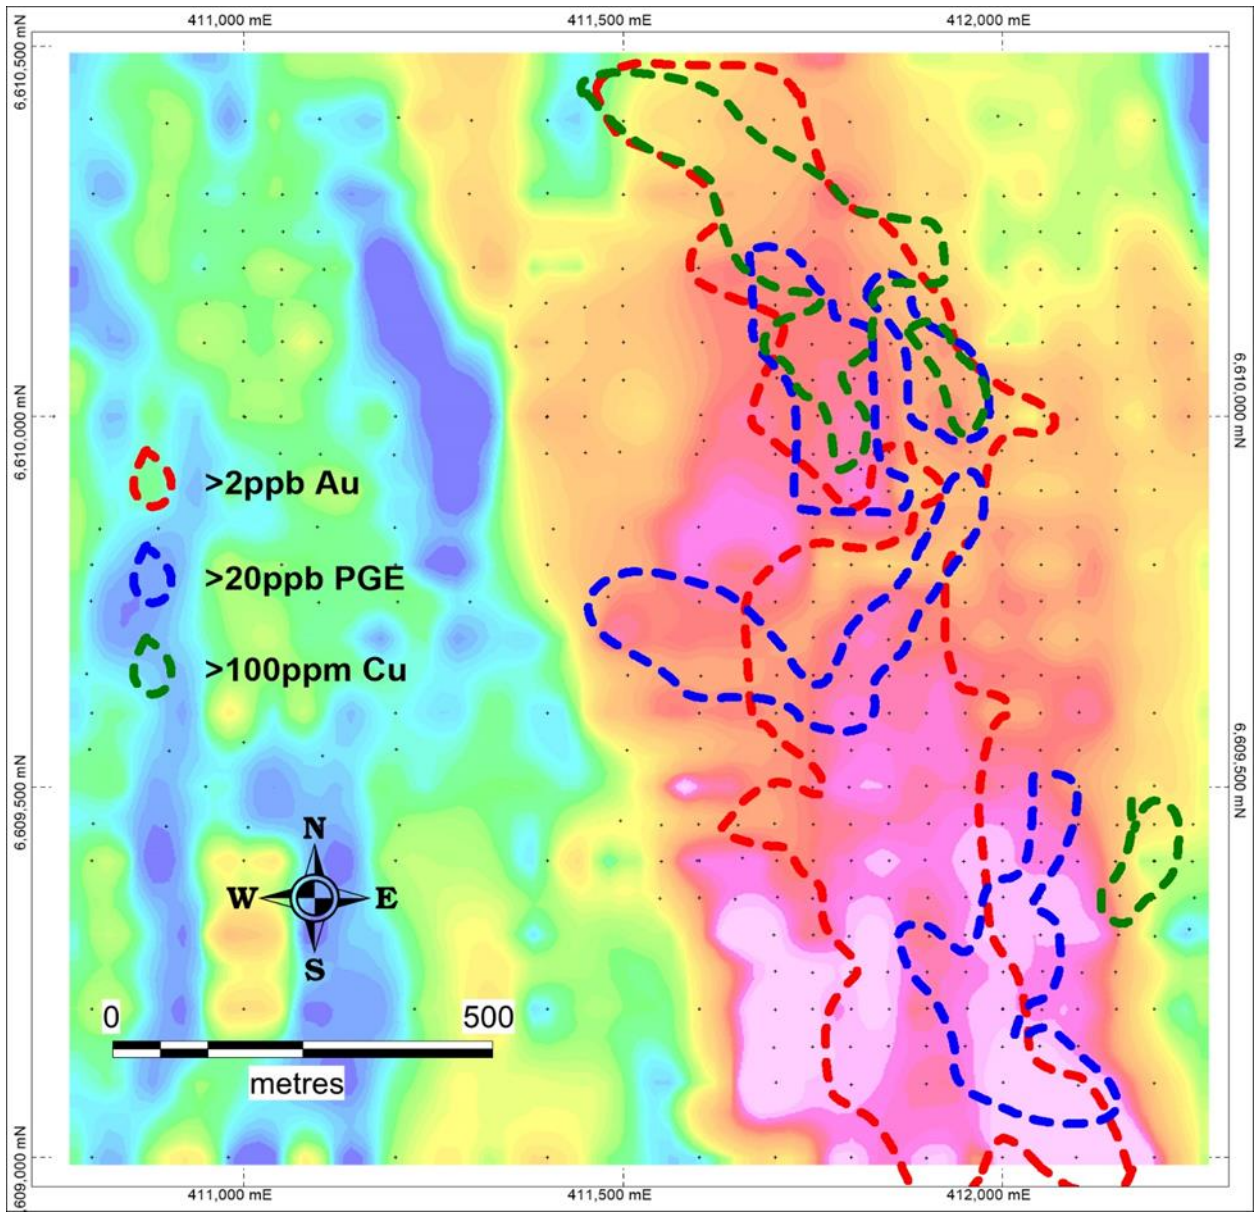 411,000 mE 411,500 mE 412,000 mE
6,610,500 mN
6,610,000 mN 6,610,000 mN
>2ppb Au
>20ppb PGE
>100ppm Cu
6,609,500 mN 6,609,500 mN
N
W E
S
0 500
metres
609,000 mN
411,000 mE 411,500 mE 412,000 mE